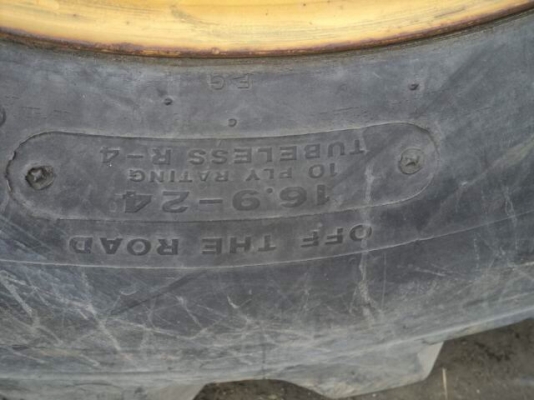 OFF THE ROAD
16.9-24
10 PLY RATING
TUBELESS R-4